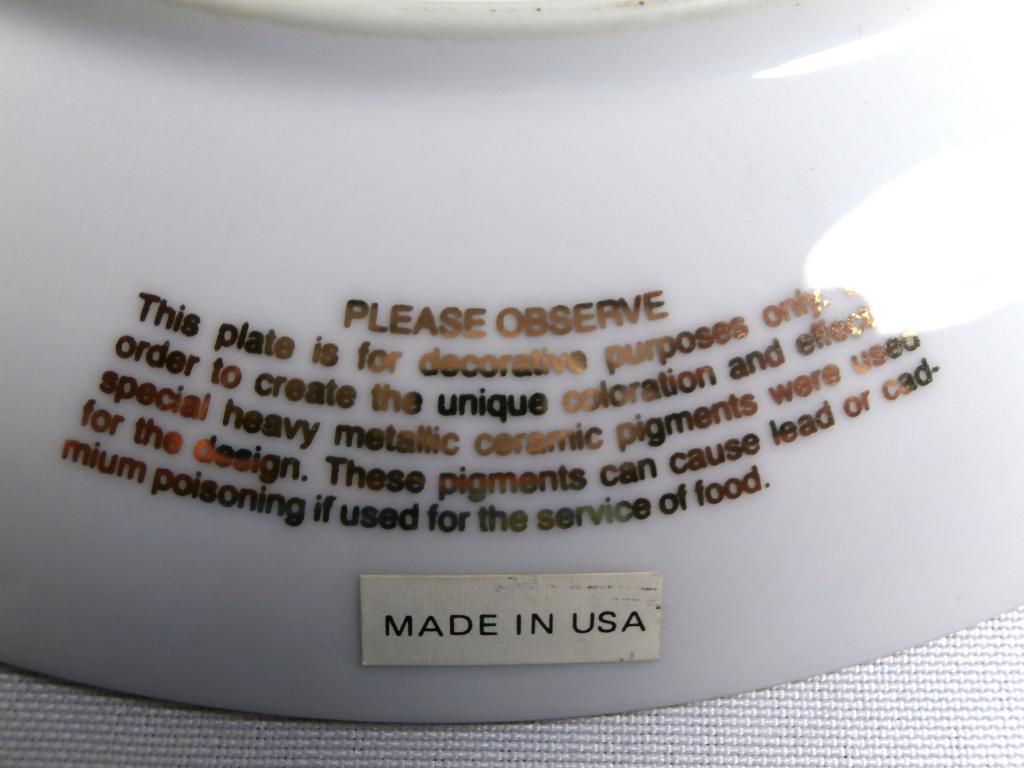 PLEASE OBSERVE
This plate is for decorative purposes only.
order to create the unique coloration and effect
special heavy metallic ceramic pigments were used
for the design. These pigments can cause lead or cad-
mium poisoning if used for the service of food.
MADE IN USA